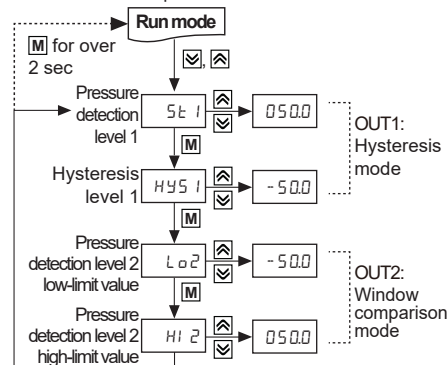 Run mode
M for over
2 sec
,
Pressure
detection
level 1
St 1
050.0
M
OUT1:
Hysteresis
mode
Hysteresis
level 1
HYS 1
-50.0
M
Pressure
detection level 2
low-limit value
Lo2
-50.0
M
OUT2:
Window
comparison
mode
Pressure
detection level 2
high-limit value
HI 2
050.0